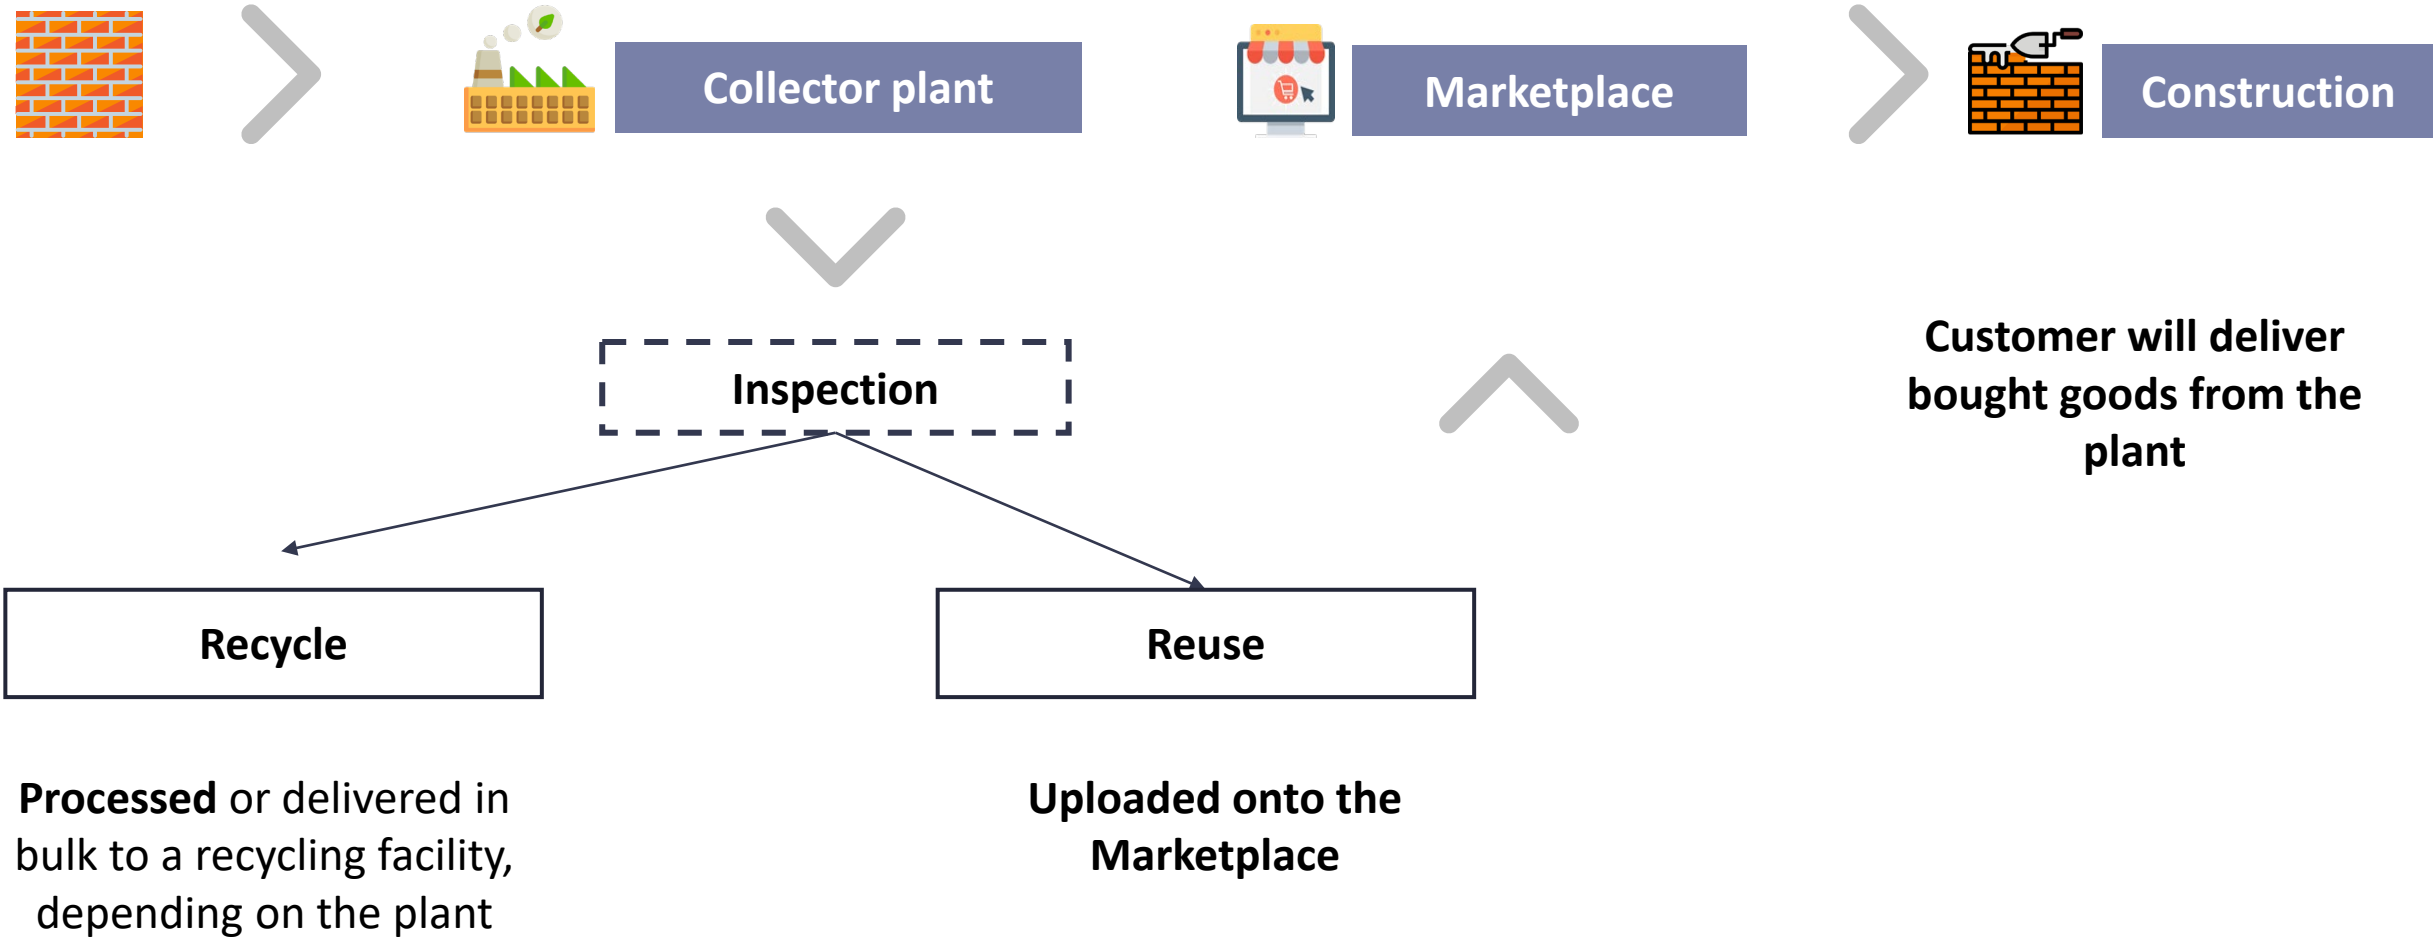 Collector plant
Marketplace
Construction
Inspection
Customer will deliver
bought goods from the
plant
Recycle
Reuse
Processed or delivered in
bulk to a recycling facility,
depending on the plant
Uploaded onto the
Marketplace